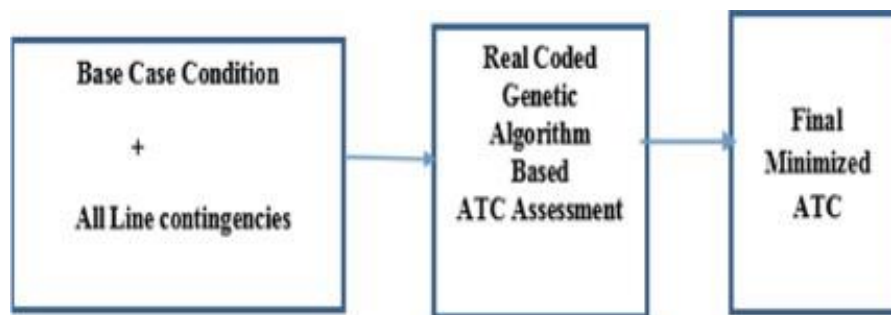 Base Case Condition
+
All Line contingencies
Real Coded
Genetic
Algorithm
Based
ATC Assessment
Final
Minimized
ATC